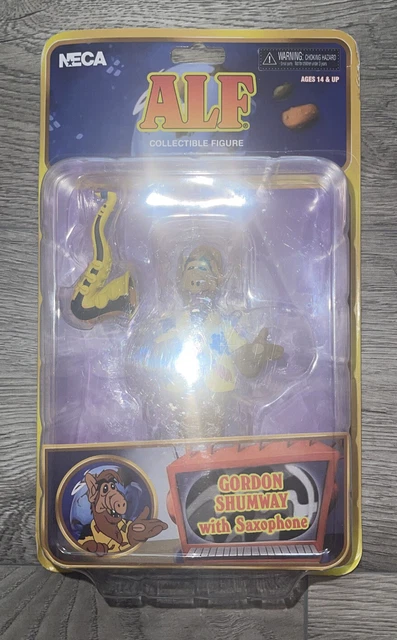 NECA
WARNING: CHOKING HAZARD
AGES 14 & UP
ALF
COLLECTIBLE FIGURE
GORDON
SHUMWAY
with Saxophone